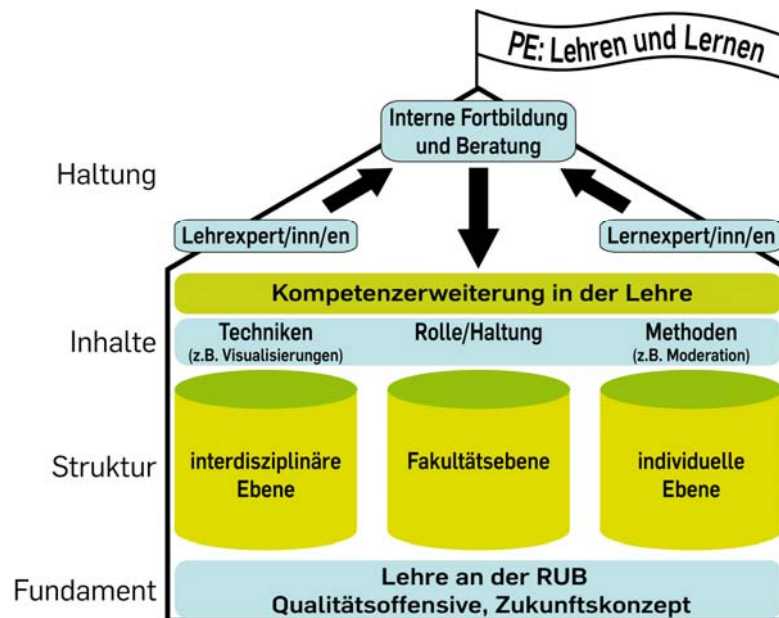 PE: Lehren und Lernen
Interne Fortbildung
und Beratung
Haltung
Lehrexpert/inn/en
Lernexpert/inn/en
Kompetenzerweiterung in der Lehre
Inhalte
Techniken
(z.B. Visualisierungen)
Rolle/Haltung
Methoden
(z.B. Moderation)
Struktur
interdisziplinäre
Ebene
Fakultätsebene
individuelle
Ebene
Fundament
Lehre an der RUB
Qualitätsoffensive, Zukunftskonzept